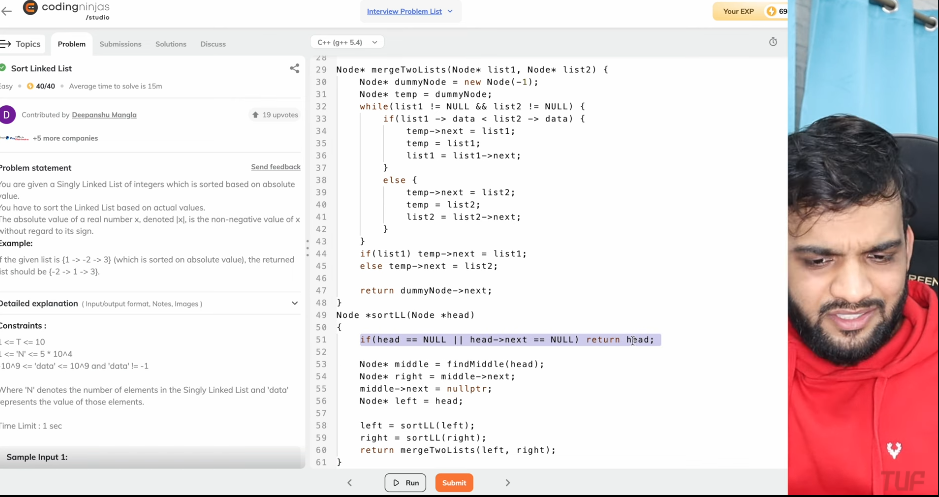 codingninjas
/studio
Interview Problem List
Your EXP
69
Topics
Problem
Submissions
Solutions
Discuss
C++ (g++ 5.4)
Sort Linked List
Easy
40/40
Average time to solve is 15m
D
Contributed by Deepanshu Mangla
19 upvotes
+5 more companies
Problem statement
Send feedback
You are given a Singly Linked List of integers which is sorted based on absolute
value.
You have to sort the Linked List based on actual values.
The absolute value of a real number x, denoted |x|, is the non-negative value of x
without regard to its sign.
Example:
If the given list is {1 -> -2 -> 3} (which is sorted on absolute value), the returned
list should be {-2 -> 1 -> 3}.
Detailed explanation ( Input/output format, Notes, Images )
Constraints :
1 <= T <= 10
1 <= 'N' <= 5 * 10^4
-10^9 <= 'data' <= 10^9 and 'data' != -1
Where 'N' denotes the number of elements in the Singly Linked List and 'data'
represents the value of those elements.
Time Limit : 1 sec
Sample Input 1:
28
29 Node* mergeTwoLists(Node* list1, Node* list2) {
30 Node* dummyNode = new Node(-1);
31 Node* temp = dummyNode;
32 while(list1 != NULL && list2 != NULL) {
33 if(list1 -> data < list2 -> data) {
34 temp->next = list1;
35 temp = list1;
36 list1 = list1->next;
37 }
38 else {
39 temp->next = list2;
40 temp = list2;
41 list2 = list2->next;
42 }
43 }
44 if(list1) temp->next = list1;
45 else temp->next = list2;
46
47 return dummyNode->next;
48 }
49 Node *sortLL(Node *head)
50 {
51 if(head == NULL || head->next == NULL) return head;
52
53 Node* middle = findMiddle(head);
54 Node* right = middle->next;
55 middle->next = nullptr;
56 Node* left = head;
57
58 left = sortLL(left);
59 right = sortLL(right);
60 return mergeTwoLists(left, right);
61 }
Run
Submit
REEN
TUF